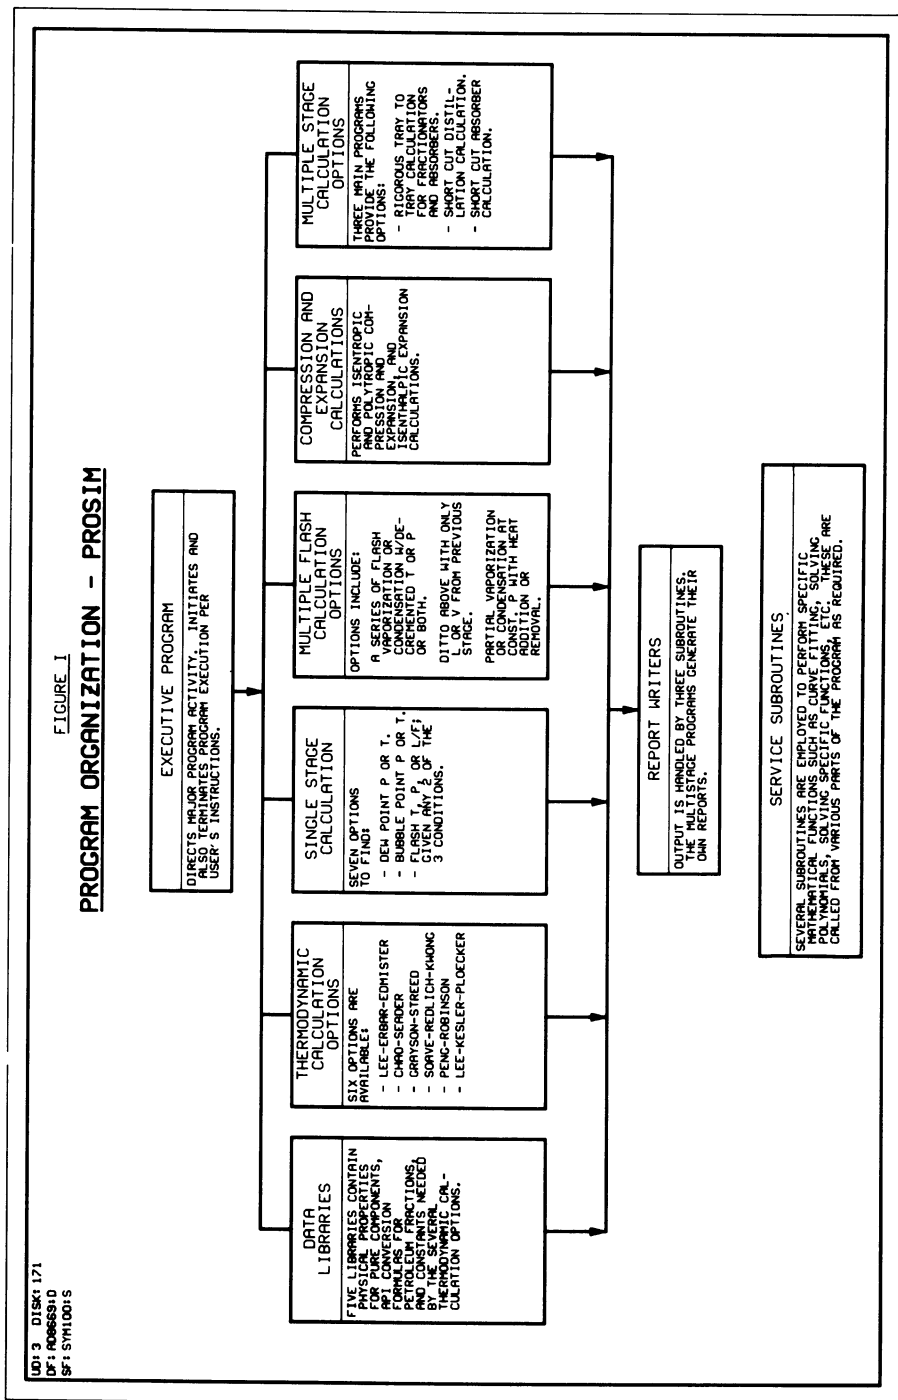 UD: 3 DISK: 171
DF: AD8669:D
SF: SYM100:S
FIGURE 1
PROGRAM ORGANIZATION - PROSIM
EXECUTIVE PROGRAM
DIRECTS MAJOR PROGRAM ACTIVITY. INITIATES AND
ALSO TERMINATES PROGRAM EXECUTION PER
USER'S INSTRUCTIONS.
DATA
LIBRARIES
FIVE LIBRARIES CONTAIN
PHYSICAL PROPERTIES
FOR PURE COMPONENTS,
API CONVERSION
FORMULAS FOR
PETROLEUM FRACTIONS,
AND CONSTANTS NEEDED
BY THE SEVERAL
THERMODYNAMIC CAL-
CULATION OPTIONS.
THERMODYNAMIC
CALCULATION
OPTIONS
SIX OPTIONS ARE
AVAILABLE:
- LEE-ERBAR-EDMISTER
- CHAO-SEADER
- GRAYSON-STREED
- SOAVE-REDLICH-KWONG
- PENG-ROBINSON
- LEE-KESLER-PLOECKER
SINGLE STAGE
CALCULATION
SEVEN OPTIONS
TO FIND:
- DEW POINT P OR T.
- BUBBLE POINT P OR T.
- FLASH T, P, OR L/F;
GIVEN ANY 2 OF THE
3 CONDITIONS.
MULTIPLE FLASH
CALCULATION
OPTIONS
OPTIONS INCLUDE:
A SERIES OF FLASH
VAPORIZATION OR
CONDENSATION W/DE-
CREMENTED T OR P
OR BOTH.
DITTO ABOVE WITH ONLY
L OR V FROM PREVIOUS
STAGE.
PARTIAL VAPORIZATION
OR CONDENSATION AT
CONST. P WITH HEAT
ADDITION OR
REMOVAL.
COMPRESSION AND
EXPANSION
CALCULATIONS
PERFORMS ISENTROPIC
AND POLYTROPIC COM-
PRESSION AND
EXPANSION, AND
ISENTHALPIC EXPANSION
CALCULATIONS.
MULTIPLE STAGE
CALCULATION
OPTIONS
THREE MAIN PROGRAMS
PROVIDE THE FOLLOWING
OPTIONS:
- RIGOROUS TRAY TO
TRAY CALCULATION
FOR FRACTIONATORS
AND ABSORBERS.
- SHORT CUT DISTIL-
LATION CALCULATION.
- SHORT CUT ABSORBER
CALCULATION.
REPORT WRITERS
OUTPUT IS HANDLED BY THREE SUBROUTINES.
THE MULTISTAGE PROGRAMS GENERATE THEIR
OWN REPORTS.
SERVICE SUBROUTINES
SEVERAL SUBROUTINES ARE EMPLOYED TO PERFORM SPECIFIC
MATHEMATICAL FUNCTIONS SUCH AS CURVE FITTING, SOLVING
POLYNOMIALS, SOLVING SPECIFIC FUNCTIONS, ETC. THESE ARE
CALLED FROM VARIOUS PARTS OF THE PROGRAM AS REQUIRED.